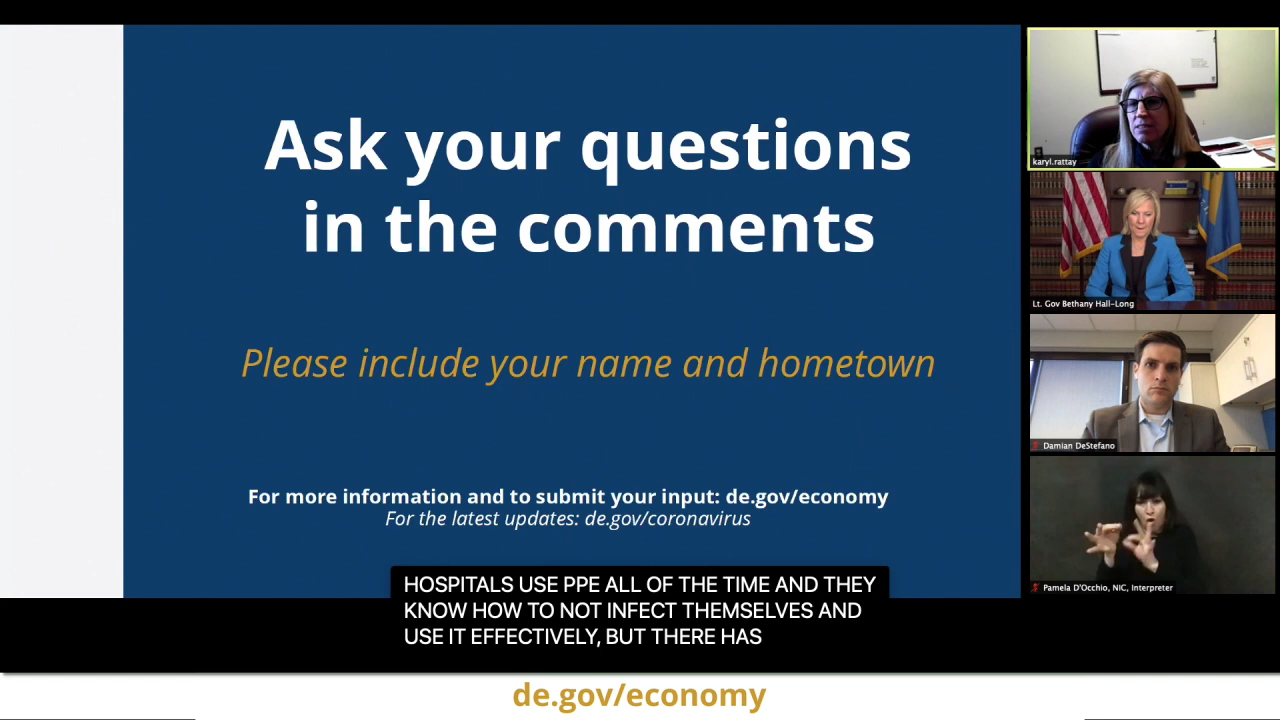 Ask your questions
in the comments
Please include your name and hometown
For more information and to submit your input: de.gov/economy
For the latest updates: de.gov/coronavirus
HOSPITALS USE PPE ALL OF THE TIME AND THEY
KNOW HOW TO NOT INFECT THEMSELVES AND
USE IT EFFECTIVELY, BUT THERE HAS
de.gov/economy
karyl.rattay
Lt. Gov Bethany Hall-Long
Damian DeStefano
Pamela D'Occhio, NIC, Interpreter